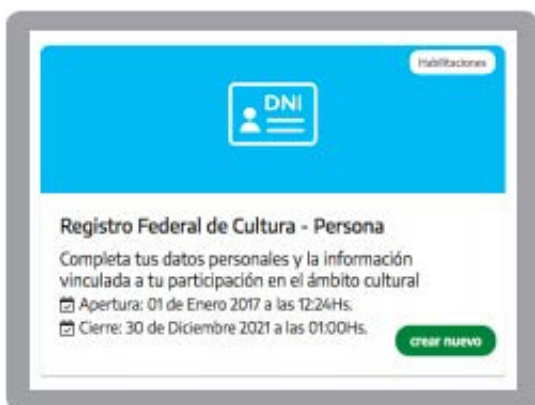 Habilitaciones
DNI
Registro Federal de Cultura - Persona
Completa tus datos personales y la información
vinculada a tu participación en el ámbito cultural
Apertura: 01 de Enero 2017 a las 12:24Hs.
Cierre: 30 de Diciembre 2021 a las 01:00Hs.
crear nuevo